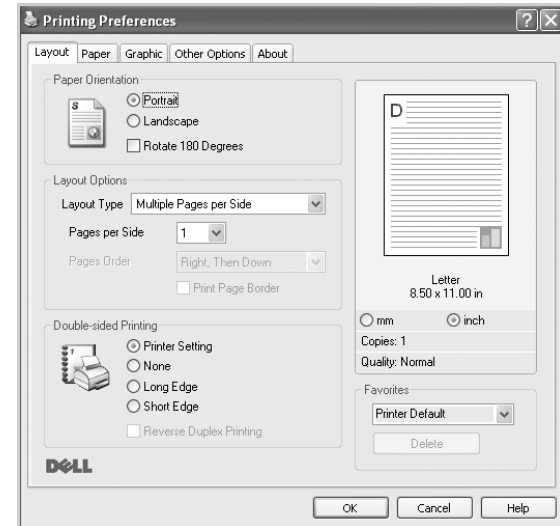 Printing Preferences
Layout Paper Graphic Other Options About
Paper Orientation
S
Portrait
Landscape
Rotate 180 Degrees
Layout Options
Layout Type Multiple Pages per Side
Pages per Side 1
Pages Order Right, Then Down
Print Page Border
Double-sided Printing
1
Printer Setting
None
Long Edge
Short Edge
Reverse Duplex Printing
DELL
D
Letter
8.50 x 11.00 in
mm inch
Copies: 1
Quality: Normal
Favorites
Printer Default
Delete
OK Cancel Help